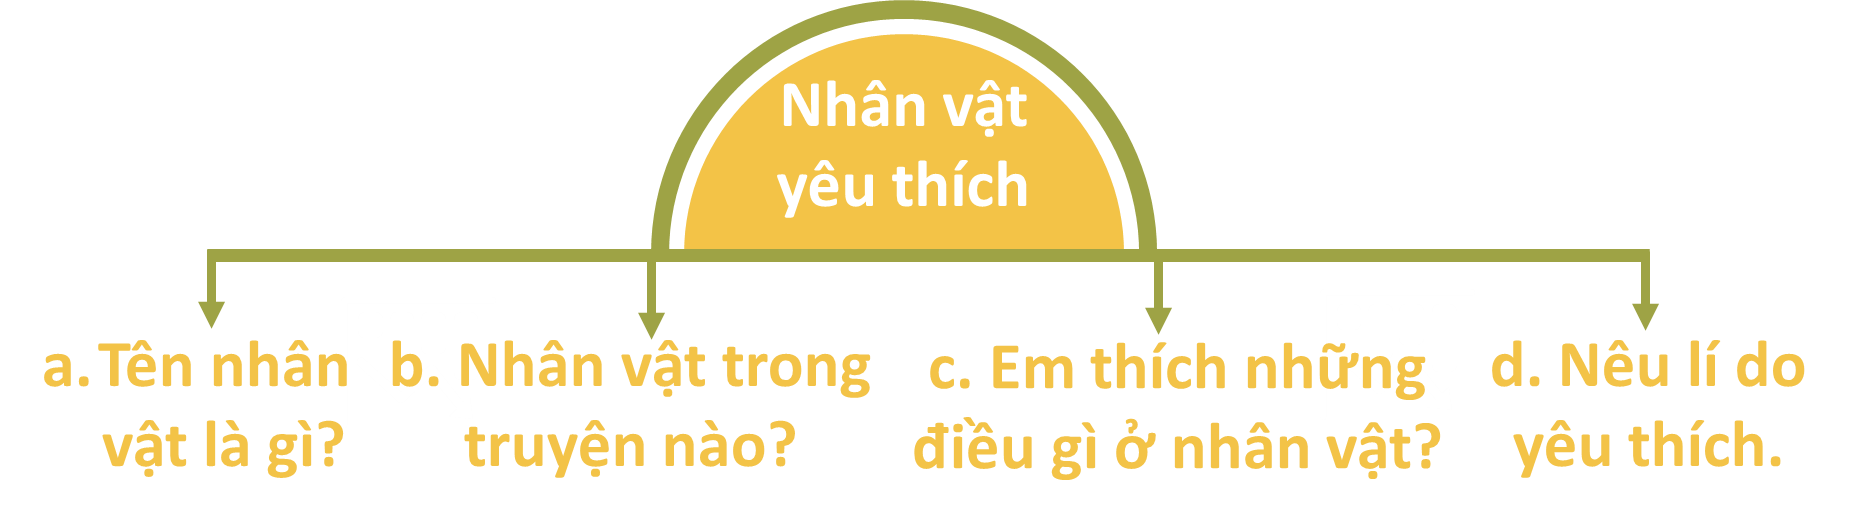 Nhân vật
yêu thích
a. Tên nhân
vật là gì?
b. Nhân vật trong
truyện nào?
c. Em thích những
điều gì ở nhân vật?
d. Nêu lí do
yêu thích.